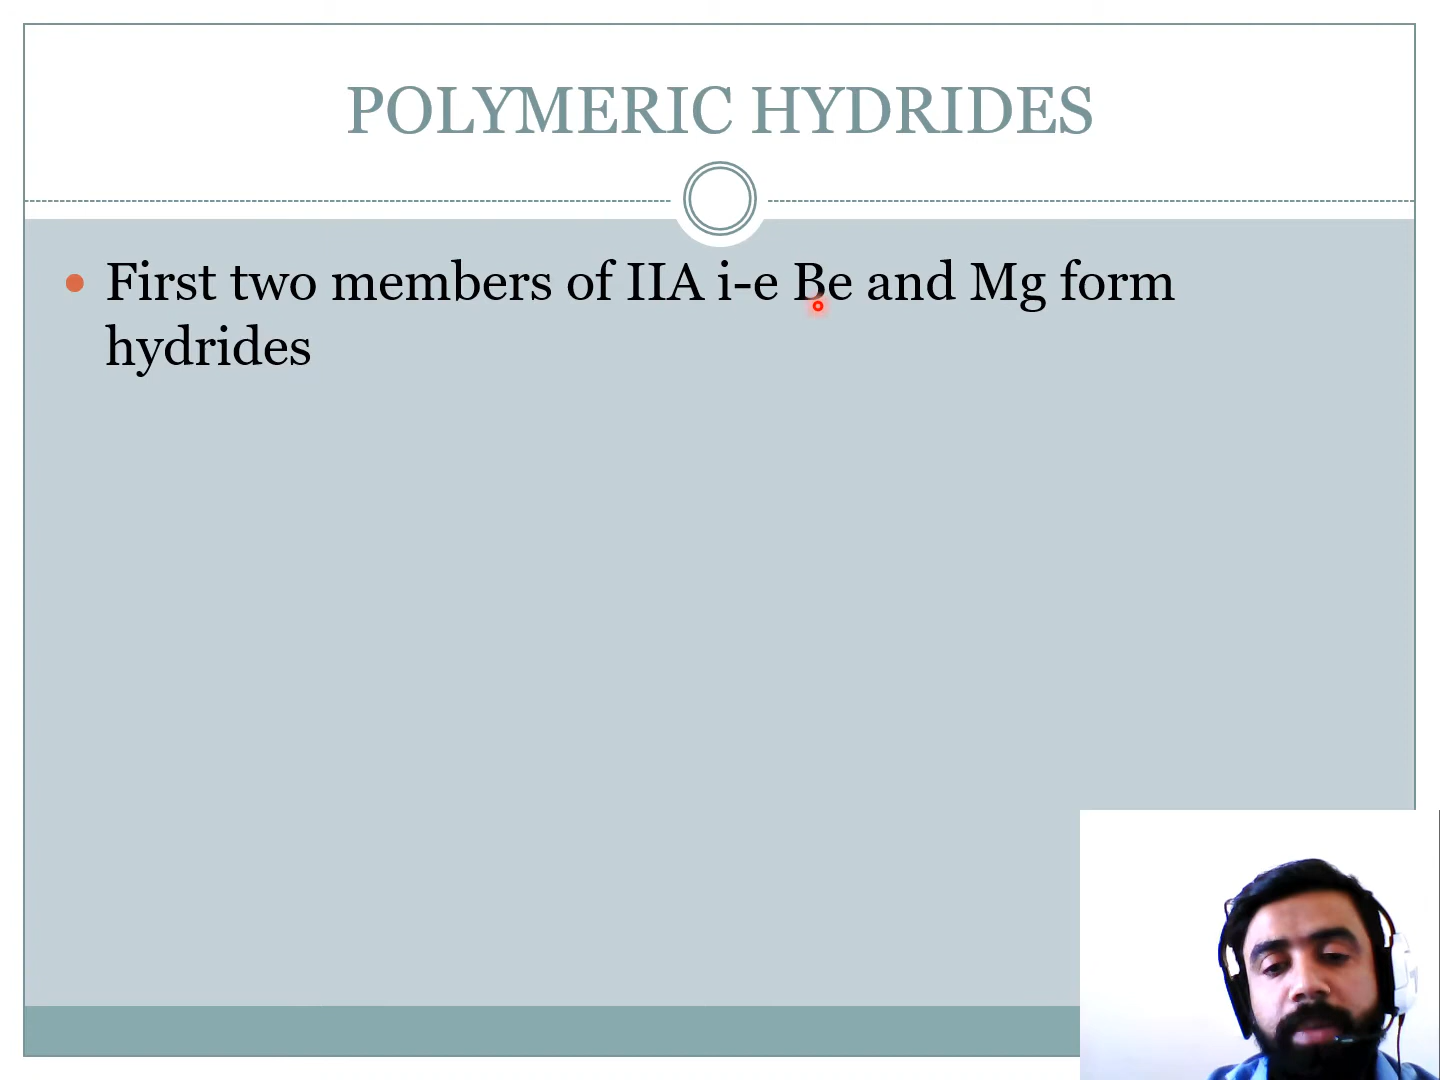 POLYMERIC HYDRIDES
First two members of IIA i-e Be and Mg form
hydrides